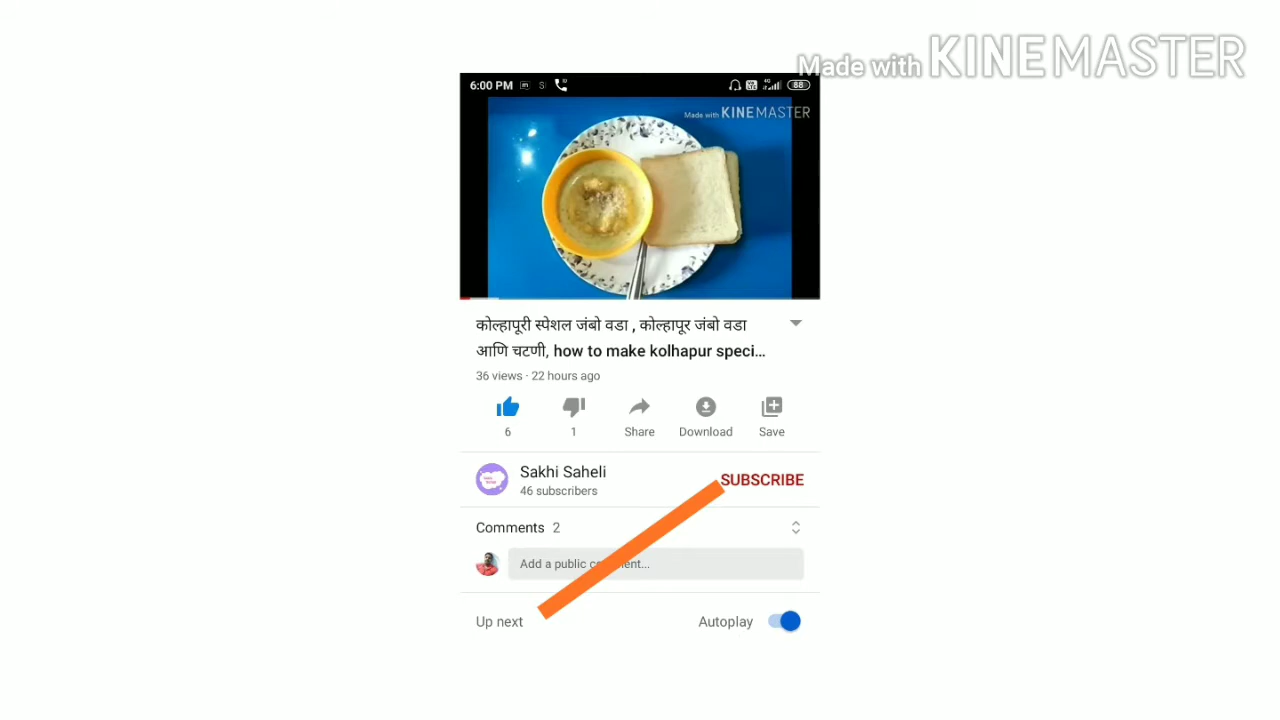 Made with KINEMASTER
6:00 PM
88
Made with KINEMASTER
कोल्हापूरी स्पेशल जंबो वडा , कोल्हापूर जंबो वडा
आणि चटणी, how to make kolhapur speci...
36 views · 22 hours ago
6
1
Share
Download
Save
Sakhi Saheli
46 subscribers
SUBSCRIBE
Comments 2
Add a public comment...
Up next
Autoplay